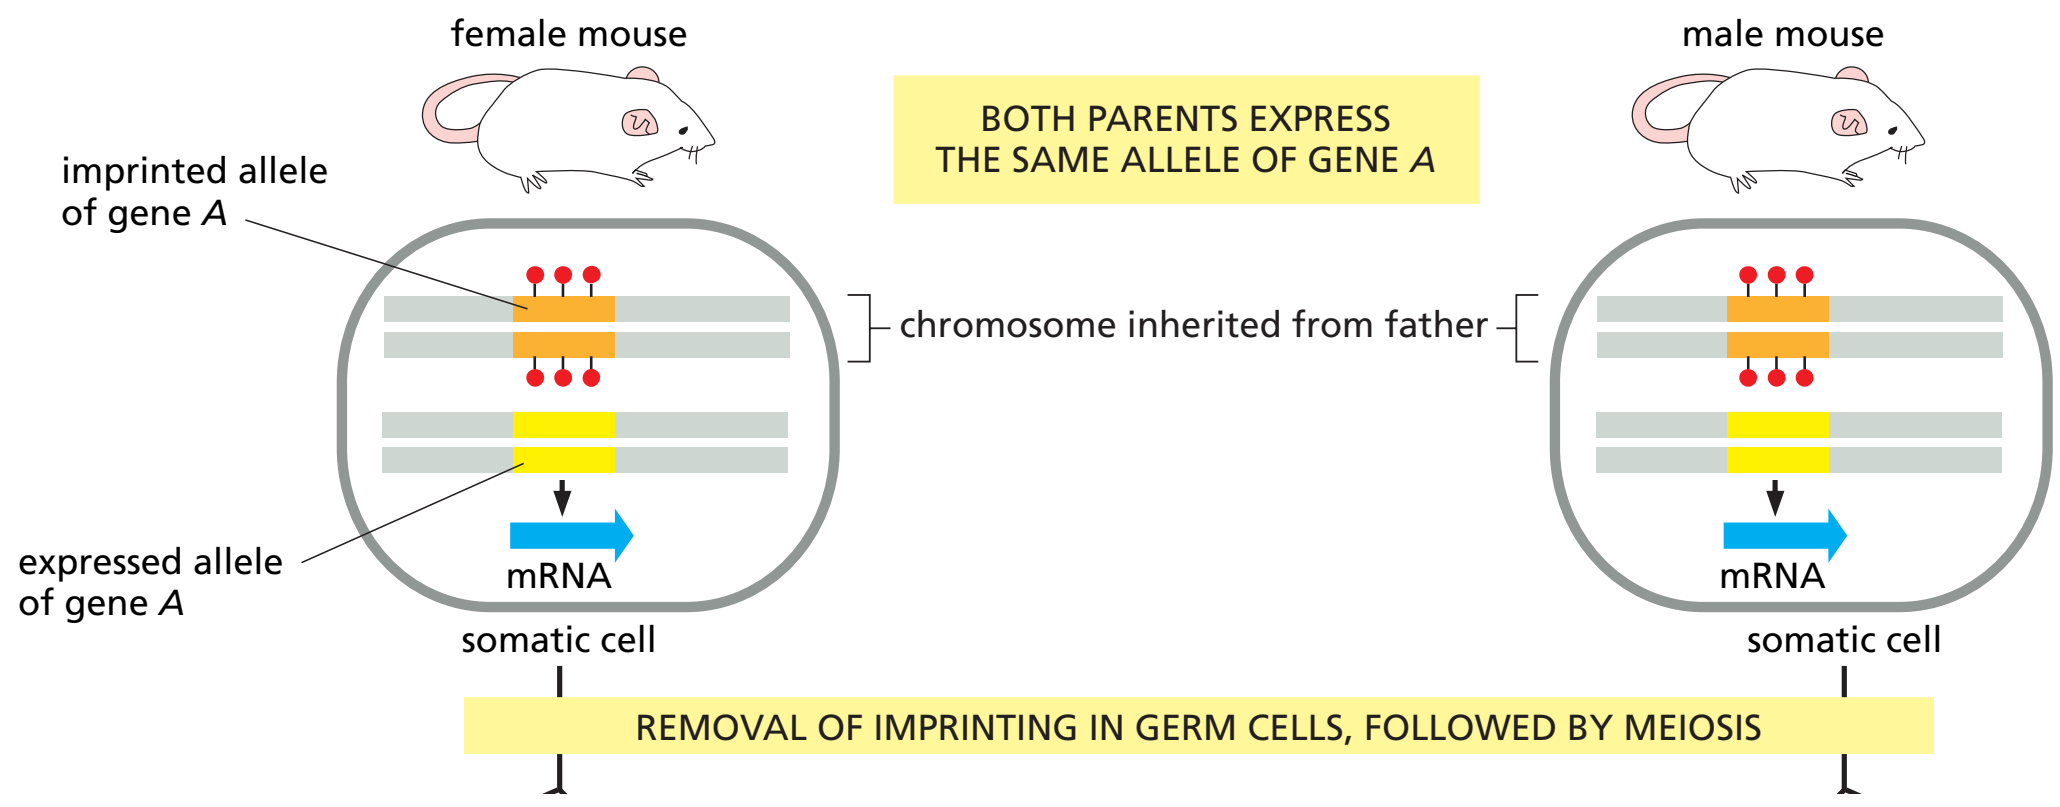 female mouse
male mouse
BOTH PARENTS EXPRESS
THE SAME ALLELE OF GENE A
imprinted allele
of gene A
chromosome inherited from father
expressed allele
of gene A
mRNA
mRNA
somatic cell
somatic cell
REMOVAL OF IMPRINTING IN GERM CELLS, FOLLOWED BY MEIOSIS